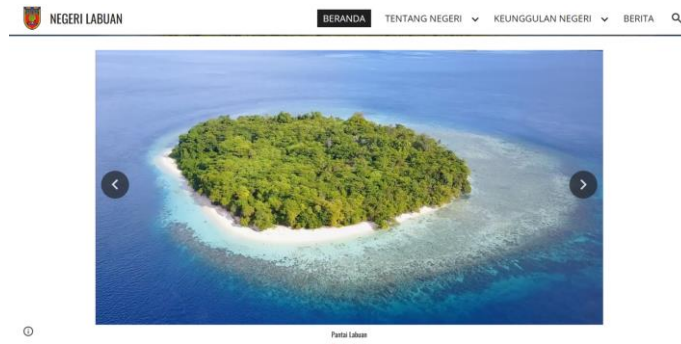 NEGERI LABUAN
BERANDA TENTANG NEGERI KEUNGGULAN NEGERI BERITA
Pantai Labuan